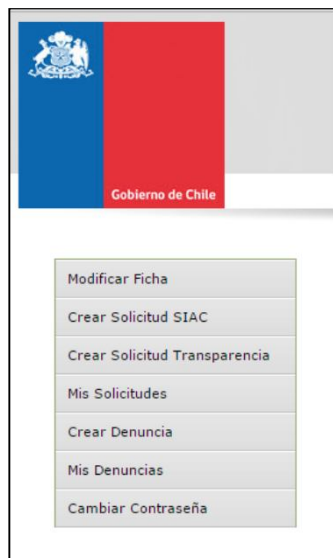 Gobierno de Chile
Modificar Ficha
Crear Solicitud SIAC
Crear Solicitud Transparencia
Mis Solicitudes
Crear Denuncia
Mis Denuncias
Cambiar Contraseña